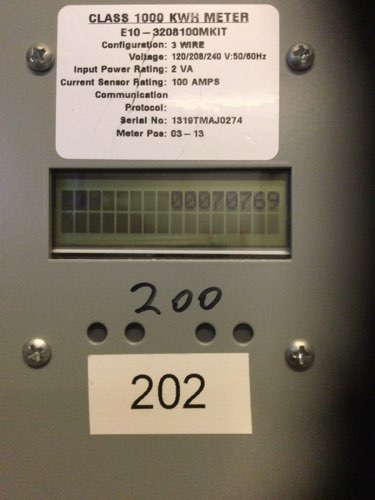 CLASS 1000 KWH METER
E10-3208100MKIT
Configuration: 3 WIRE
Voltage: 120/208/240 V:50/60Hz
Input Power Rating: 2 VA
Current Sensor Rating: 100 AMPS
Communication
Protocol:
Serial No: 1319TMAJ0274
Meter Pos: 03-13
00070769
200
202